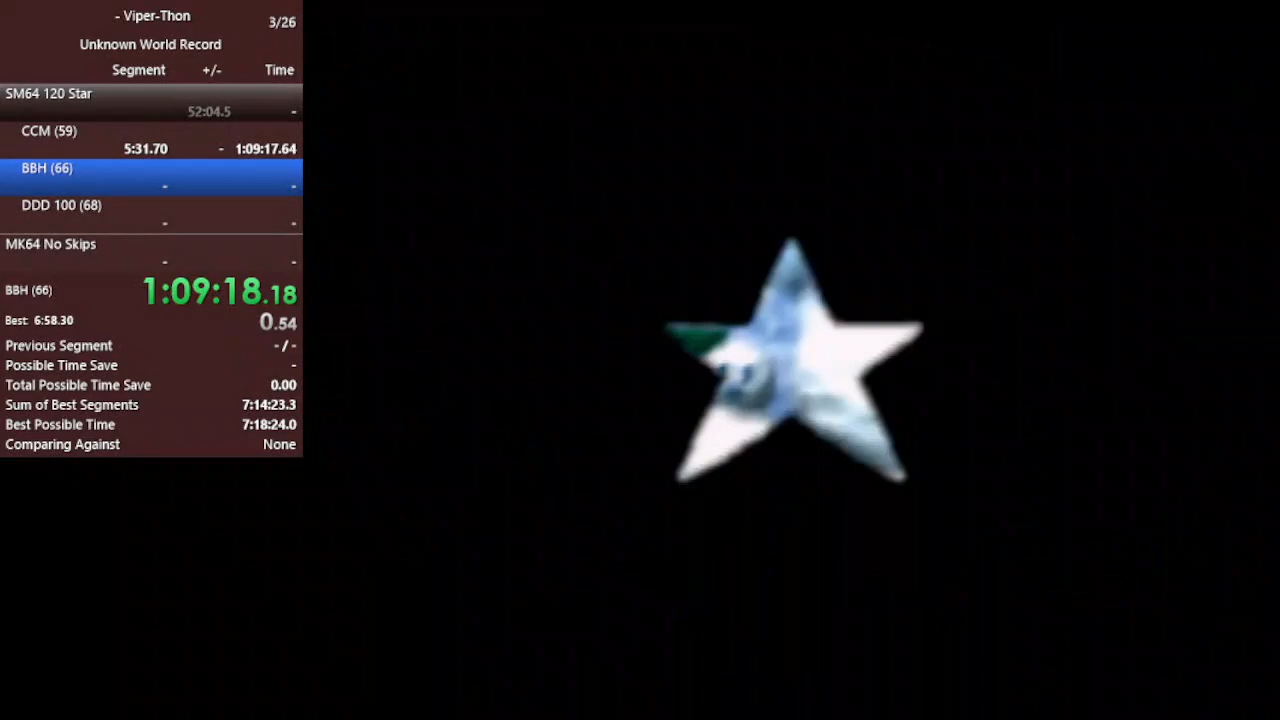 - Viper-Thon
3/26
Unknown World Record
Segment +/- Time
SM64 120 Star
52:04.5 -
CCM (59)
5:31.70 - 1:09:17.64
BBH (66)
- -
DDD 100 (68)
- -
MK64 No Skips
- -
BBH (66) 1:09:18.18
Best: 6:58.30 0.54
Previous Segment - / -
Possible Time Save -
Total Possible Time Save 0.00
Sum of Best Segments 7:14:23.3
Best Possible Time 7:18:24.0
Comparing Against None